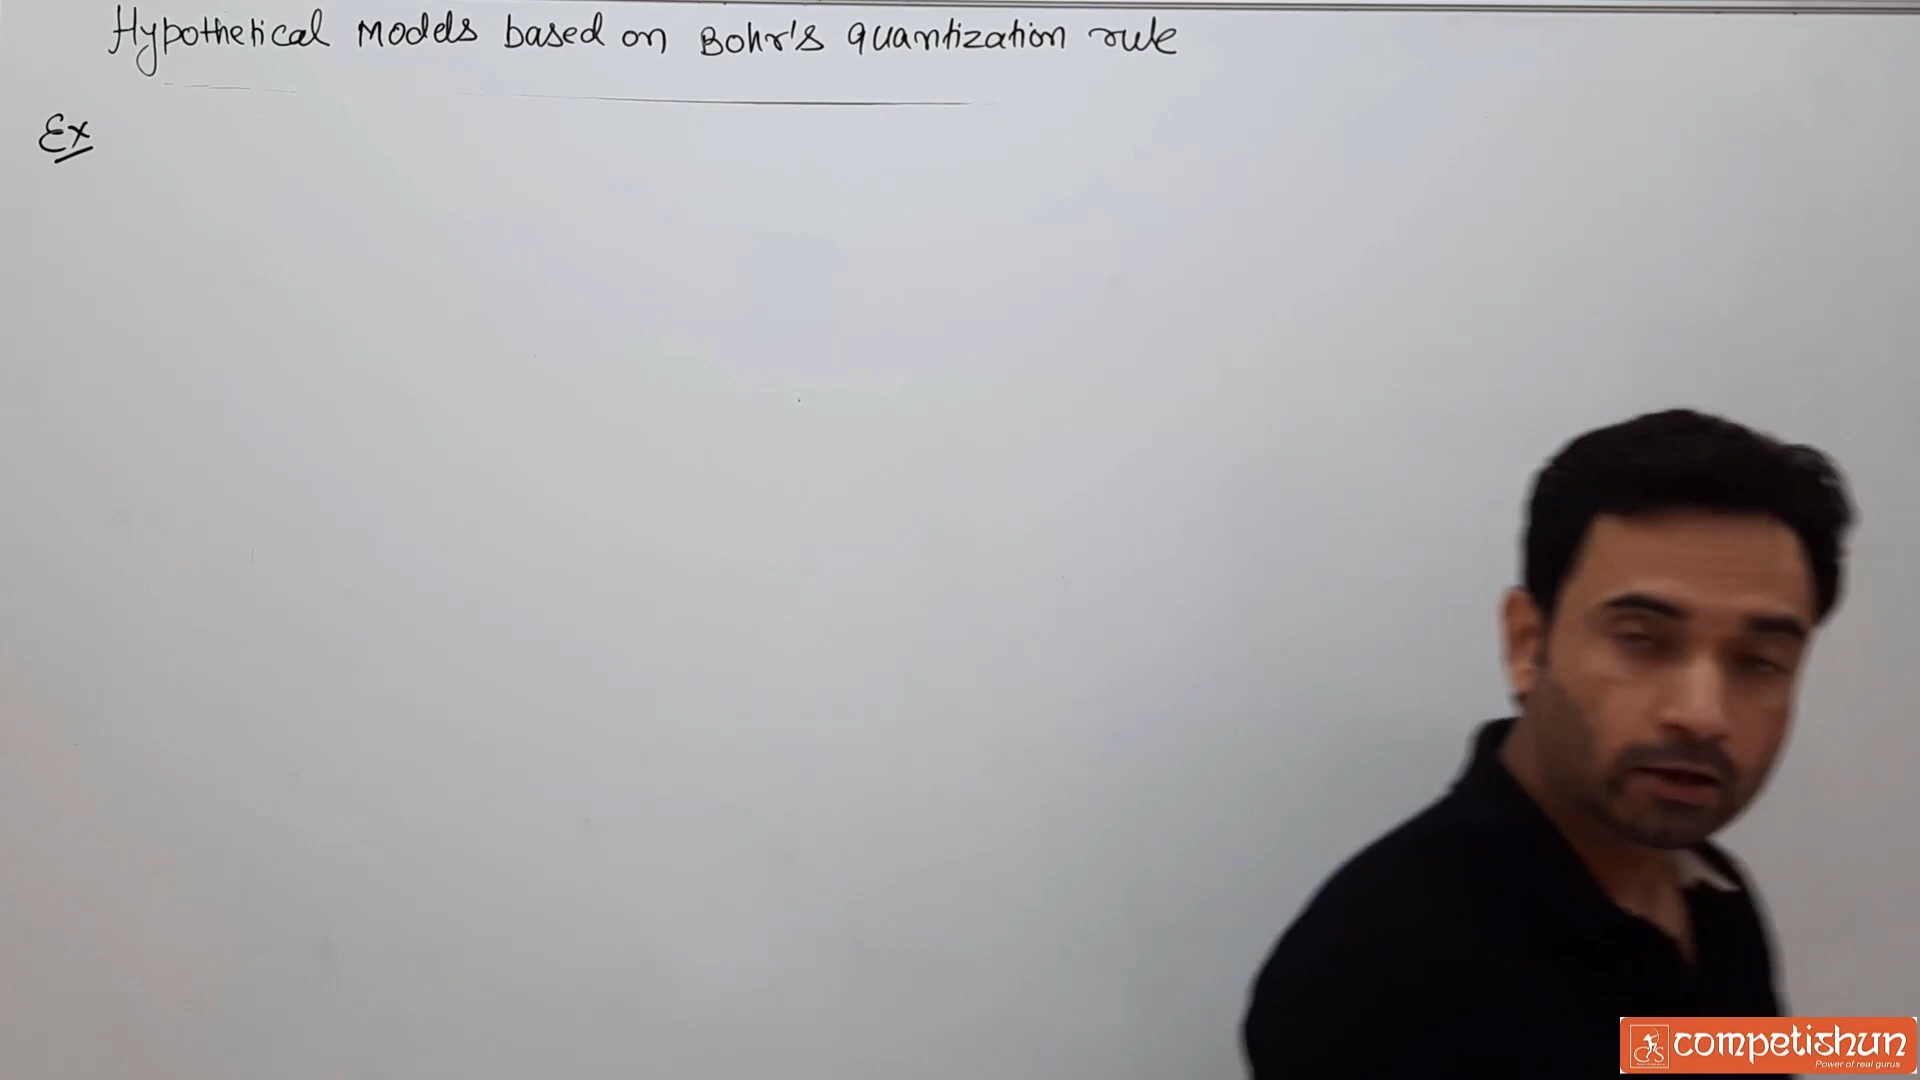 Hypothetical Models based on Bohr's quantization rule
Ex
competishun
Power of real gurus